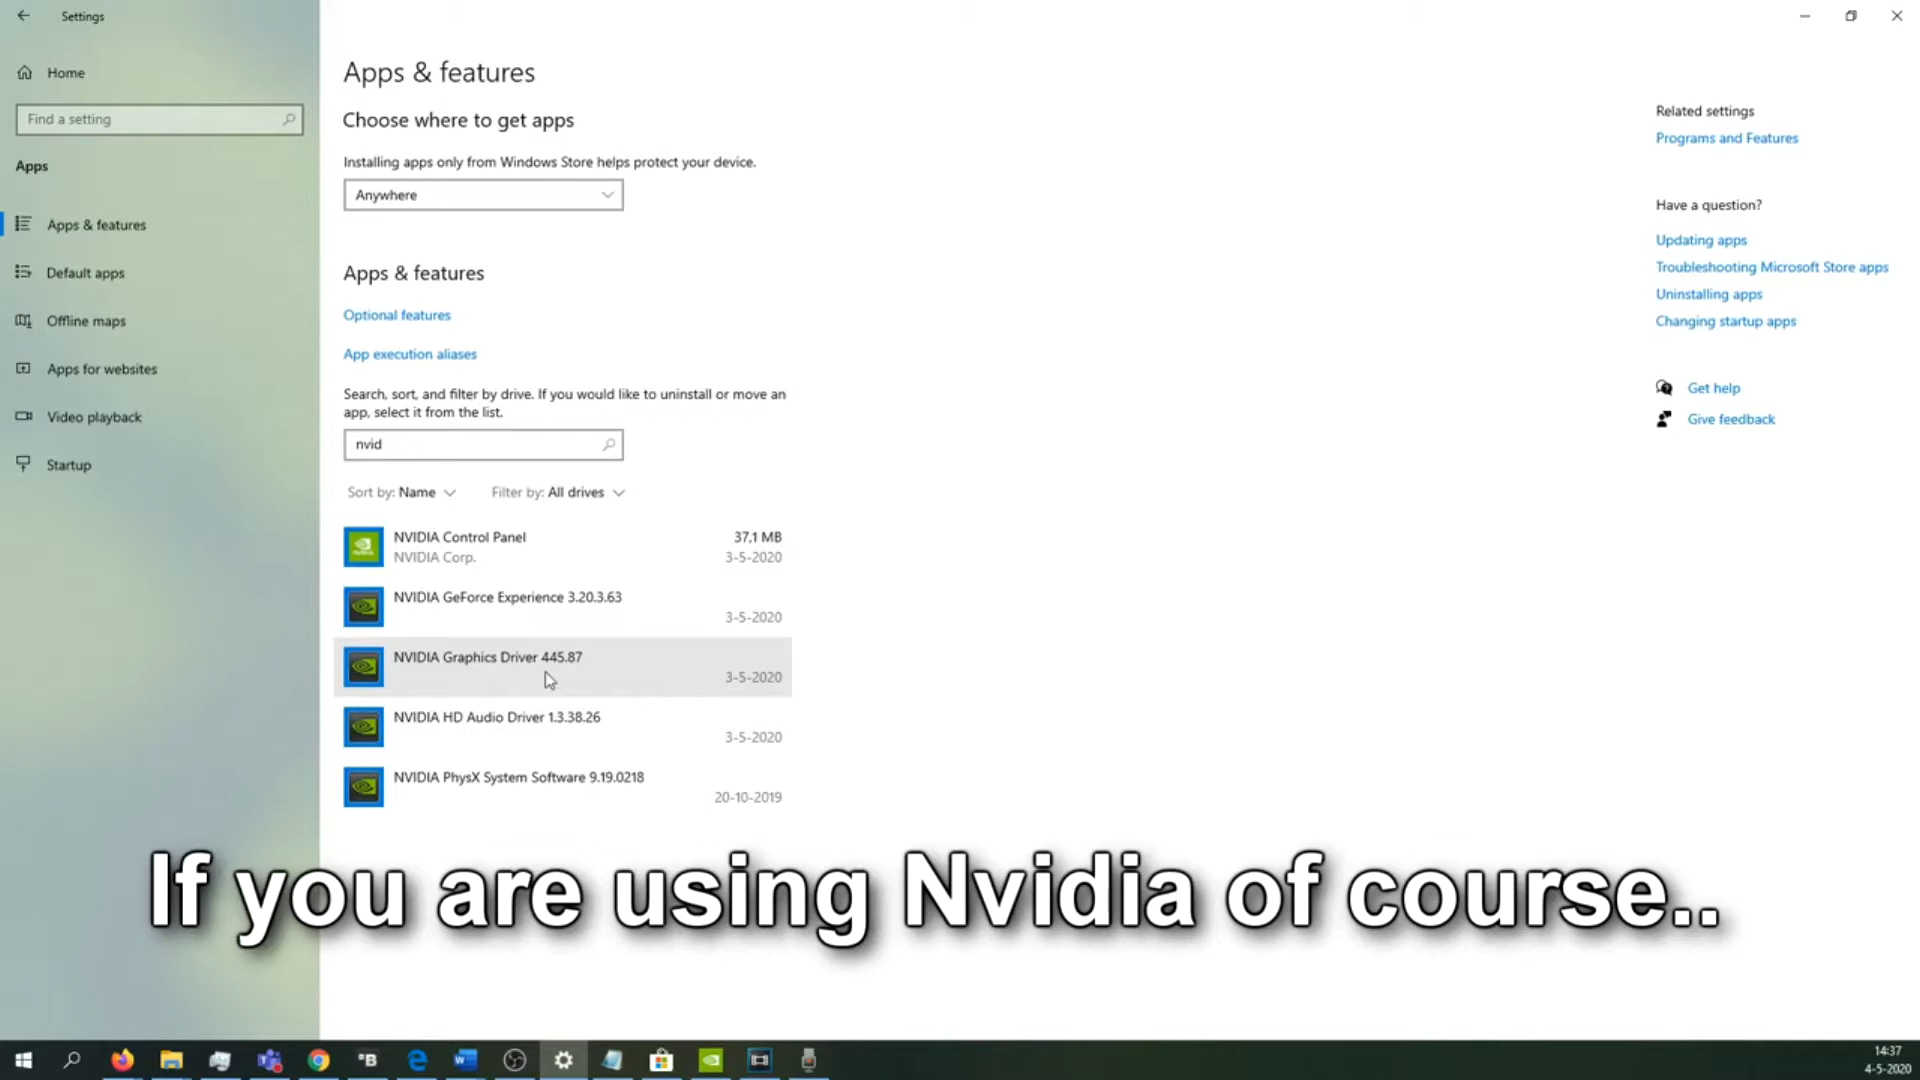 Settings
Home
Find a setting
Apps
Apps & features
Default apps
Offline maps
Apps for websites
Video playback
Startup
Apps & features
Choose where to get apps
Installing apps only from Windows Store helps protect your device.
Anywhere
Apps & features
Optional features
App execution aliases
Search, sort, and filter by drive. If you would like to uninstall or move an
app, select it from the list.
nvid
Sort by: Name Filter by: All drives
NVIDIA Control Panel 37,1 MB
NVIDIA Corp. 3-5-2020
NVIDIA GeForce Experience 3.20.3.63
3-5-2020
NVIDIA Graphics Driver 445.87
3-5-2020
NVIDIA HD Audio Driver 1.3.38.26
3-5-2020
NVIDIA PhysX System Software 9.19.0218
20-10-2019
Related settings
Programs and Features
Have a question?
Updating apps
Troubleshooting Microsoft Store apps
Uninstalling apps
Changing startup apps
Get help
Give feedback
If you are using Nvidia of course..
14:37
4-5-2020